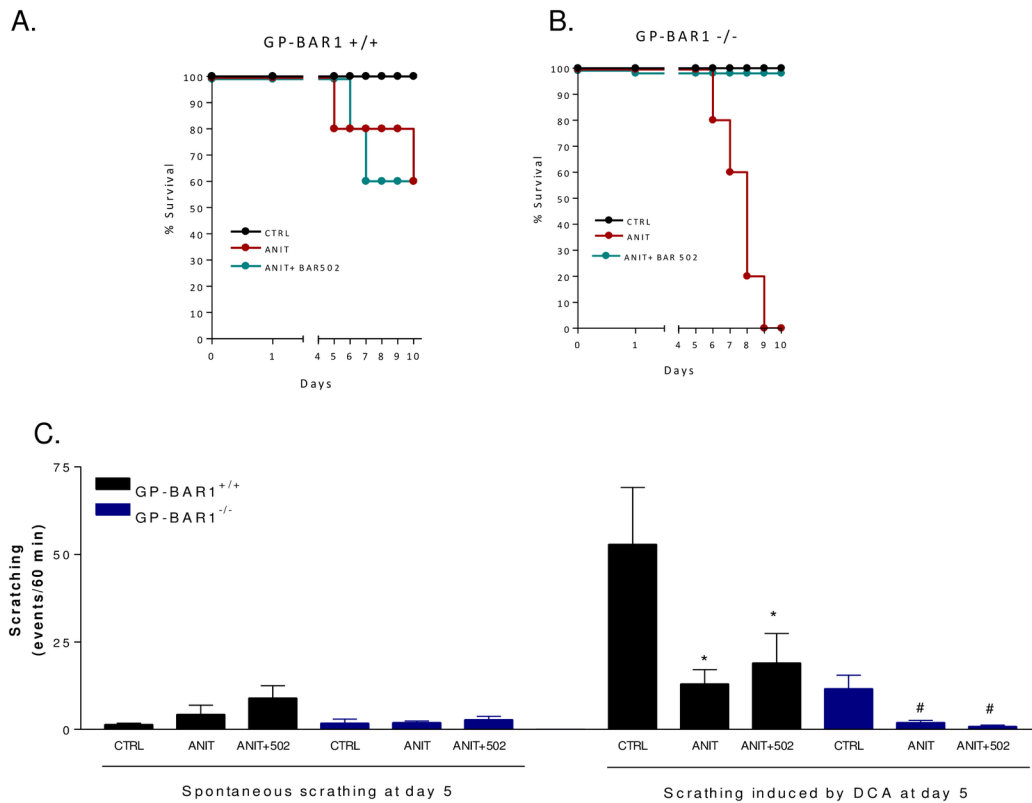 A.
GP-BAR1 +/+
100
90
80
70
60
50
40
30
20
10
0
% Survival
CTRL
ANIT
ANIT+ BAR502
0 1 4 5 6 7 8 9 10
Days
B.
GP-BAR1 -/-
100
90
80
70
60
50
40
30
20
10
0
% Survival
CTRL
ANIT
ANIT+ BAR 502
0 1 4 5 6 7 8 9 10
Days
C.
75
50
25
0
Scratching
(events/60 min)
GP-BAR1+/+
GP-BAR1-/-
* * # #
CTRL ANIT ANIT+502 CTRL ANIT ANIT+502 CTRL ANIT ANIT+502 CTRL ANIT ANIT+502
Spontaneous scrathing at day 5
Scrathing induced by DCA at day 5